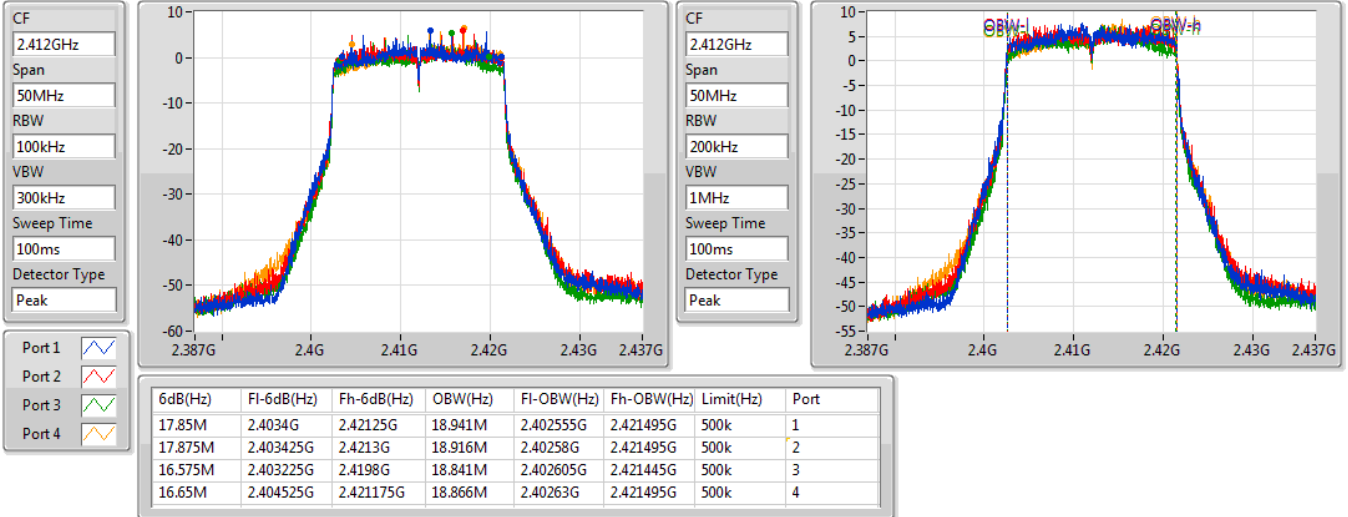 CF
2.412GHz
Span
50MHz
RBW
100kHz
VBW
300kHz
Sweep Time
100ms
Detector Type
Peak
10
0
-10
-20
-30
-40
-50
-60
2.387G 2.4G 2.41G 2.42G 2.43G 2.437G
CF
2.412GHz
Span
50MHz
RBW
200kHz
VBW
1MHz
Sweep Time
100ms
Detector Type
Peak
OBW-l OBW-h
10
5
0
-5
-10
-15
-20
-25
-30
-35
-40
-45
-50
-55
2.387G 2.4G 2.41G 2.42G 2.43G 2.437G
Port 1
Port 2
Port 3
Port 4
6dB(Hz) Fl-6dB(Hz) Fh-6dB(Hz) OBW(Hz) Fl-OBW(Hz) Fh-OBW(Hz) Limit(Hz) Port
17.85M 2.4034G 2.42125G 18.941M 2.402555G 2.421495G 500k 1
17.875M 2.403425G 2.4213G 18.916M 2.40258G 2.421495G 500k 2
16.575M 2.403225G 2.4198G 18.841M 2.402605G 2.421445G 500k 3
16.65M 2.404525G 2.421175G 18.866M 2.40263G 2.421495G 500k 4